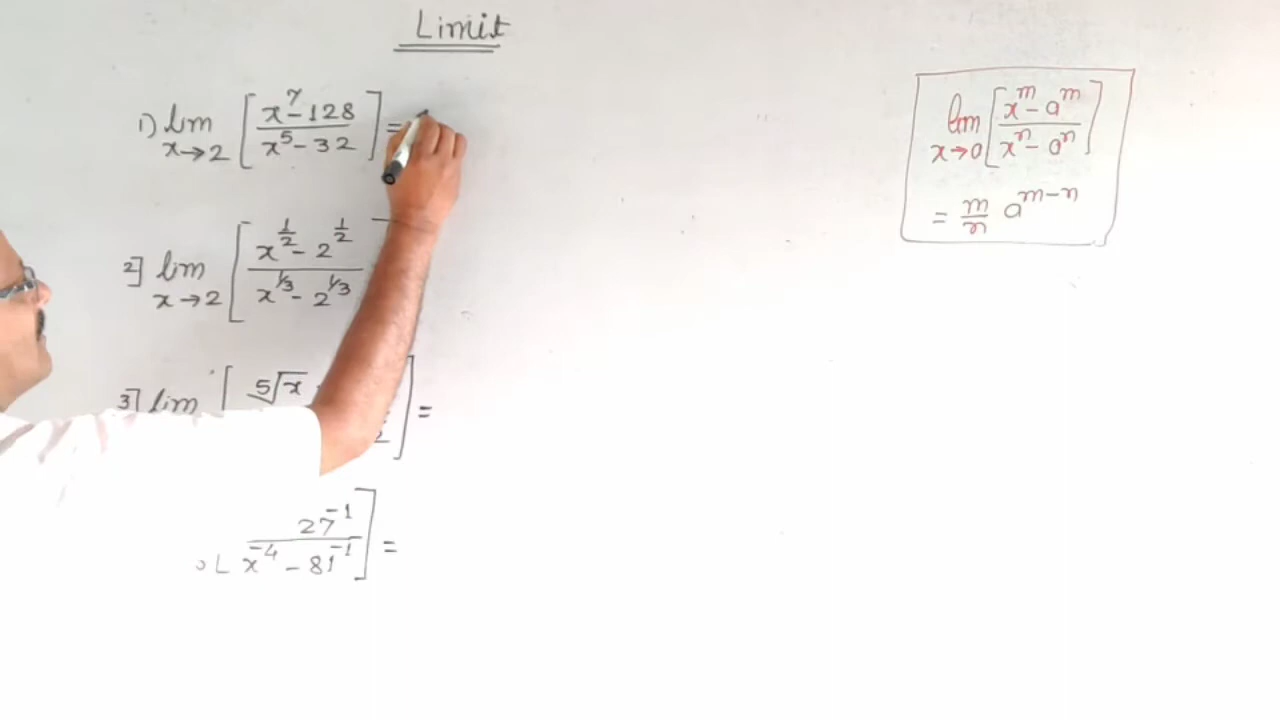 Limit
1) lim x→2 [ x^7 - 128 / x^5 - 32 ] =
2] lim x→2 [ x^1/2 - 2^1/2 / x^1/3 - 2^1/3
3] lim [ 5√x ] =
27^-1 / x^-4 - 81^-1 ] =
lim x→0 [ x^m - a^m / x^n - a^n ]
= m/n a^m-n